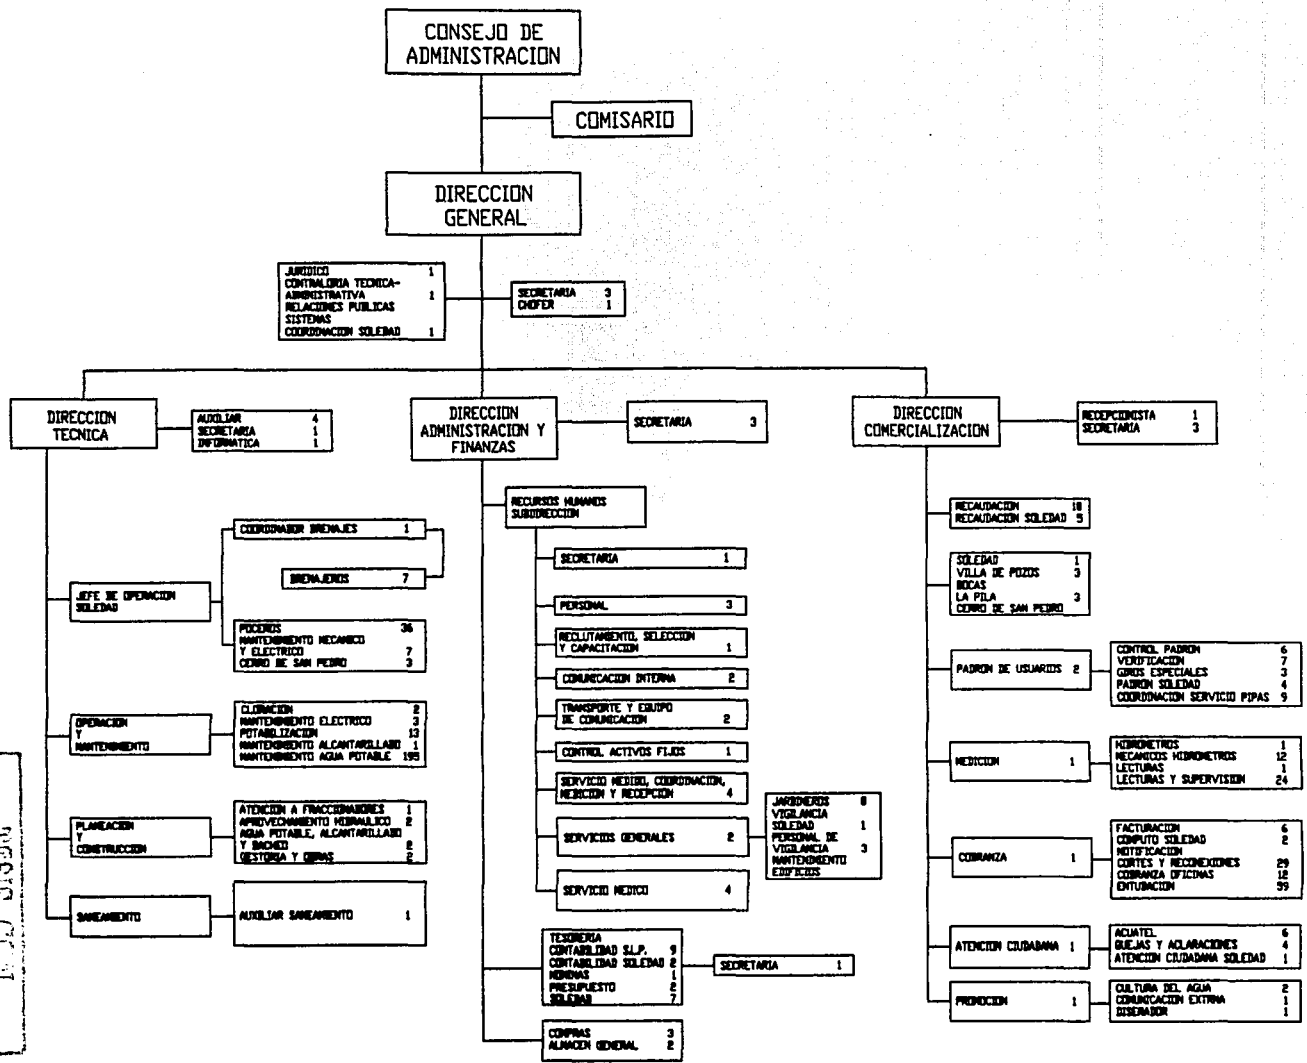 CONSEJO DE
ADMINISTRACION
COMISARIO
DIRECCION
GENERAL
JURIDICO 1
CONTRALORIA TECNICA-
ADMINISTRATIVA 1
RELACIONES PUBLICAS
SISTEMAS
COORDINACION SOLEDAD 1
SECRETARIA 3
CHOFER 1
DIRECCION
TECNICA
AUXILIAR 4
SECRETARIA 1
INFORMATICA 1
DIRECCION
ADMINISTRACION Y
FINANZAS
SECRETARIA 3
DIRECCION
COMERCIALIZACION
RECEPCIONISTA 1
SECRETARIA 3
JEFE DE OPERACION
SOLEDAD
COORDINADOR DRENAJES 1
DRENAJEROS 7
POCEROS 36
MANTENIMIENTO MECANICO
Y ELECTRICO 7
CERRO DE SAN PEDRO 3
OPERACION
Y
MANTENIMIENTO
CLORACION 2
MANTENIMIENTO ELECTRICO 3
POTABILIZACION 13
MANTENIMIENTO ALCANTARILLADO 1
MANTENIMIENTO AGUA POTABLE 195
PLANEACION
Y
CONSTRUCCION
ATENCION A FRACCIONADORES 1
APROVECHAMIENTO HIDRAULICO 2
AGUA POTABLE, ALCANTARILLADO
Y BACHEO 2
GESTORIA Y OBRAS 2
SANEAMIENTO
AUXILIAR SANEAMIENTO 1
RECURSOS HUMANOS
SUBDIRECCION
SECRETARIA 1
PERSONAL 3
RECLUTAMIENTO, SELECCION
Y CAPACITACION 1
COMUNICACION INTERNA 2
TRANSPORTE Y EQUIPO
DE COMUNICACION 2
CONTROL ACTIVOS FIJOS 1
SERVICIO MEDIDO, COORDINACION,
MEDICION Y RECEPCION 4
SERVICIOS GENERALES 2
JARDINEROS 8
VIGILANCIA
SOLEDAD 1
PERSONAL DE
VIGILANCIA 3
MANTENIMIENTO
EDIFICIOS
SERVICIO MEDICO 4
TESORERIA
CONTABILIDAD S.L.P. 9
CONTABILIDAD SOLEDAD 2
NOMINAS 1
PRESUPUESTO 2
SOLEDAD 7
SECRETARIA 1
COMPRAS 3
ALMACEN GENERAL 2
RECAUDACION 18
RECAUDACION SOLEDAD 5
SOLEDAD 1
VILLA DE POZOS 3
BOCAS
LA PILA 3
CERRO DE SAN PEDRO
PADRON DE USUARIOS 2
CONTROL PADRON 6
VERIFICACION 7
GIROS ESPECIALES 3
PADRON SOLEDAD 4
COORDINACION SERVICIO PIPAS 9
MEDICION 1
HIDROMETROS 1
MECANICOS HIDROMETROS 12
LECTURAS 1
LECTURAS Y SUPERVISION 24
COBRANZA 1
FACTURACION 6
COMPUTO SOLEDAD 2
NOTIFICACION
CORTES Y RECONEXIONES 29
COBRANZA OFICINAS 12
ENTUBACION 39
ATENCION CIUDADANA 1
ACUATEL 6
QUEJAS Y ACLARACIONES 4
ATENCION CIUDADANA SOLEDAD 1
PROMOCION 1
CULTURA DEL AGUA 2
COMUNICACION EXTRNA 1
DISEÑADOR 1